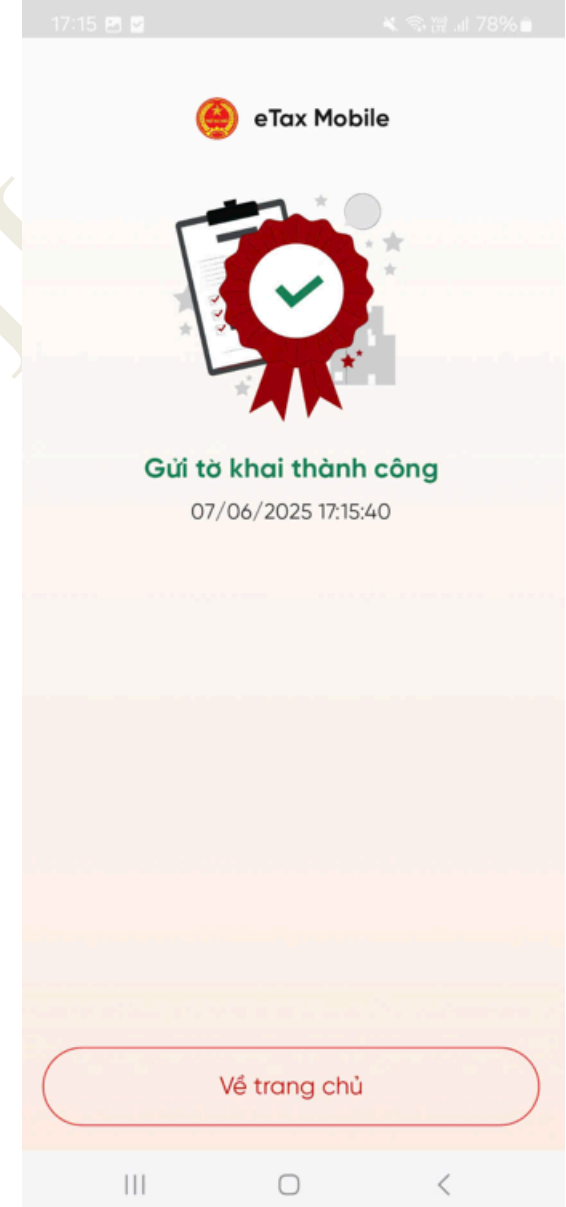 17:15 78%
eTax Mobile
Gửi tờ khai thành công
07/06/2025 17:15:40
Về trang chủ